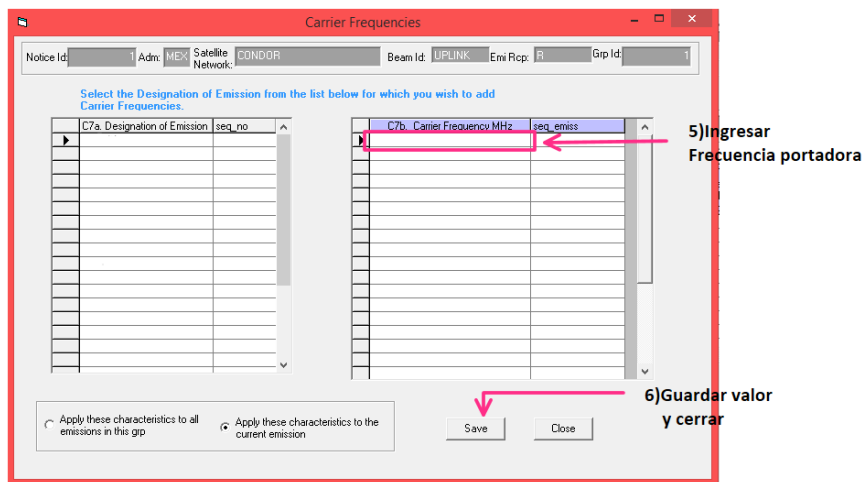 Carrier Frequencies
Notice Id: 1 Adm: MEX Satellite Network: CONDOR Beam Id: UPLINK Emi Rcp: R Grp Id: 1
Select the Designation of Emission from the list below for which you wish to add
Carrier Frequencies.
C7a. Designation of Emission seq_no
C7b. Carrier Frequency MHz seq_emiss
5)Ingresar
Frecuencia portadora
6)Guardar valor
y cerrar
Apply these characteristics to all
emissions in this grp
Apply these characteristics to the
current emission
Save Close